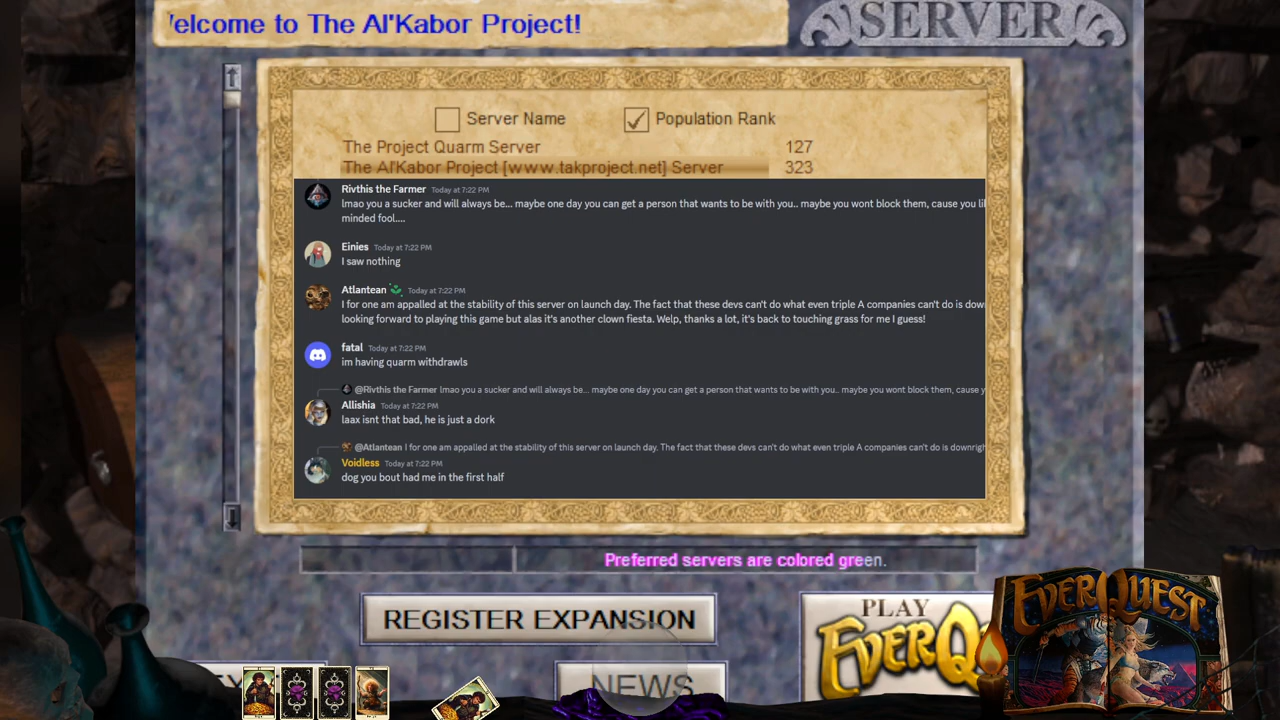 elcome to The Al'Kabor Project!
SERVER
Server Name
Population Rank
The Project Quarm Server 127
The Al'Kabor Project [www.takproject.net] Server 323
Rivthis the Farmer Today at 7:22 PM
lmao you a sucker and will always be... maybe one day you can get a person that wants to be with you.. maybe you wont block them, cause you
minded fool....
Einies Today at 7:22 PM
I saw nothing
Atlantean Today at 7:22 PM
I for one am appalled at the stability of this server on launch day. The fact that these devs can't do what even triple A companies can't do is
looking forward to playing this game but alas it's another clown fiesta. Welp, thanks a lot, it's back to touching grass for me I guess!
fatal Today at 7:22 PM
im having quarm withdrawls
@Rivthis the Farmer lmao you a sucker and will always be... maybe one day you can get a person that wants to be with you.. maybe you wont block them, cause
Allishia Today at 7:22 PM
laax isnt that bad, he is just a dork
@Atlantean I for one am appalled at the stability of this server on launch day. The fact that these devs can't do what even triple A companies can't do is
Voidless Today at 7:22 PM
dog you bout had me in the first half
Preferred servers are colored green.
REGISTER EXPANSION
PLAY
EverQ
EverQuest
NEWS